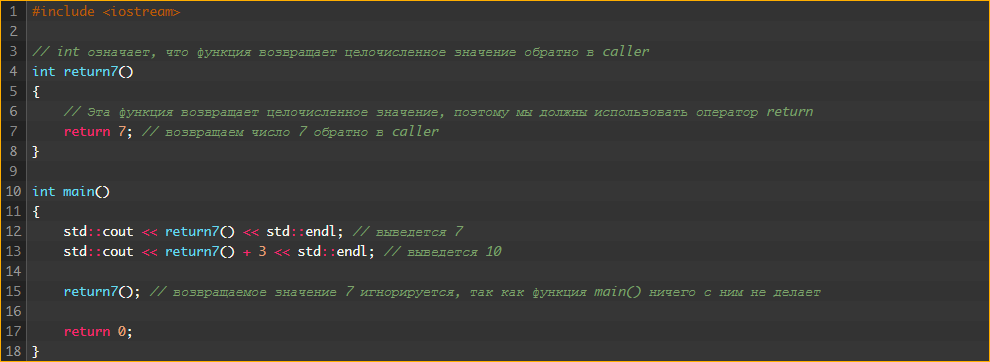 1 #include <iostream>
2
3 // int означает, что функция возвращает целочисленное значение обратно в caller
4 int return7()
5 {
6     // Эта функция возвращает целочисленное значение, поэтому мы должны использовать оператор return
7     return 7; // возвращаем число 7 обратно в caller
8 }
9
10 int main()
11 {
12     std::cout << return7() << std::endl; // выведется 7
13     std::cout << return7() + 3 << std::endl; // выведется 10
14
15     return7(); // возвращаемое значение 7 игнорируется, так как функция main() ничего с ним не делает
16
17     return 0;
18 }